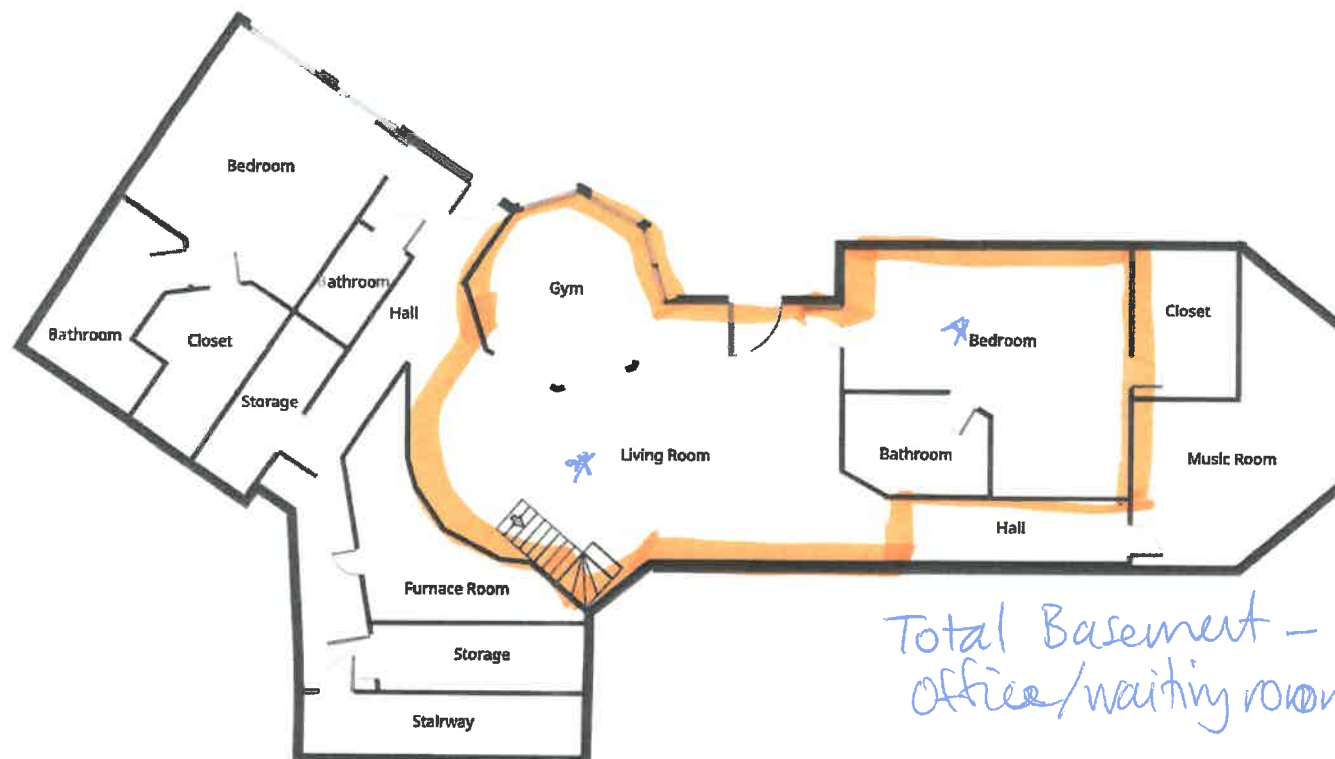 Bedroom
Bathroom
Gym
Hall
Closet
Bathroom
Closet
Bedroom
Storage
Living Room
Bathroom
Music Room
Hall
Furnace Room
Storage
Stairway
Total Basement -
office/waiting room